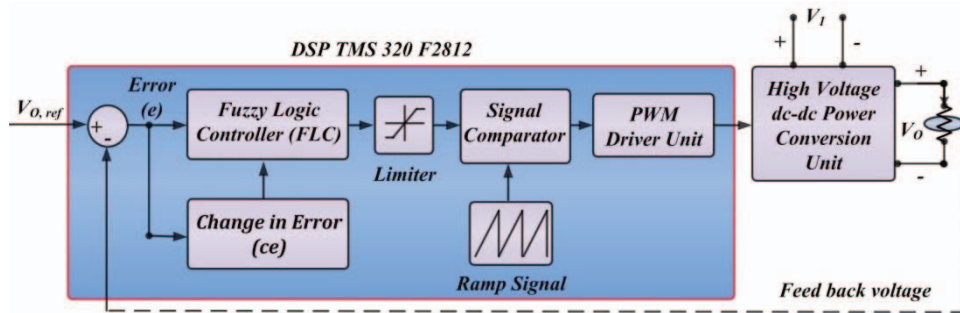 DSP TMS 320 F2812
V_I
+ -
Error
(e)
V_{O, ref}
+
-
Fuzzy Logic
Controller (FLC)
Limiter
Signal
Comparator
PWM
Driver Unit
High Voltage
dc-dc Power
Conversion
Unit
+
V_O
-
Change in Error
(ce)
Ramp Signal
Feed back voltage